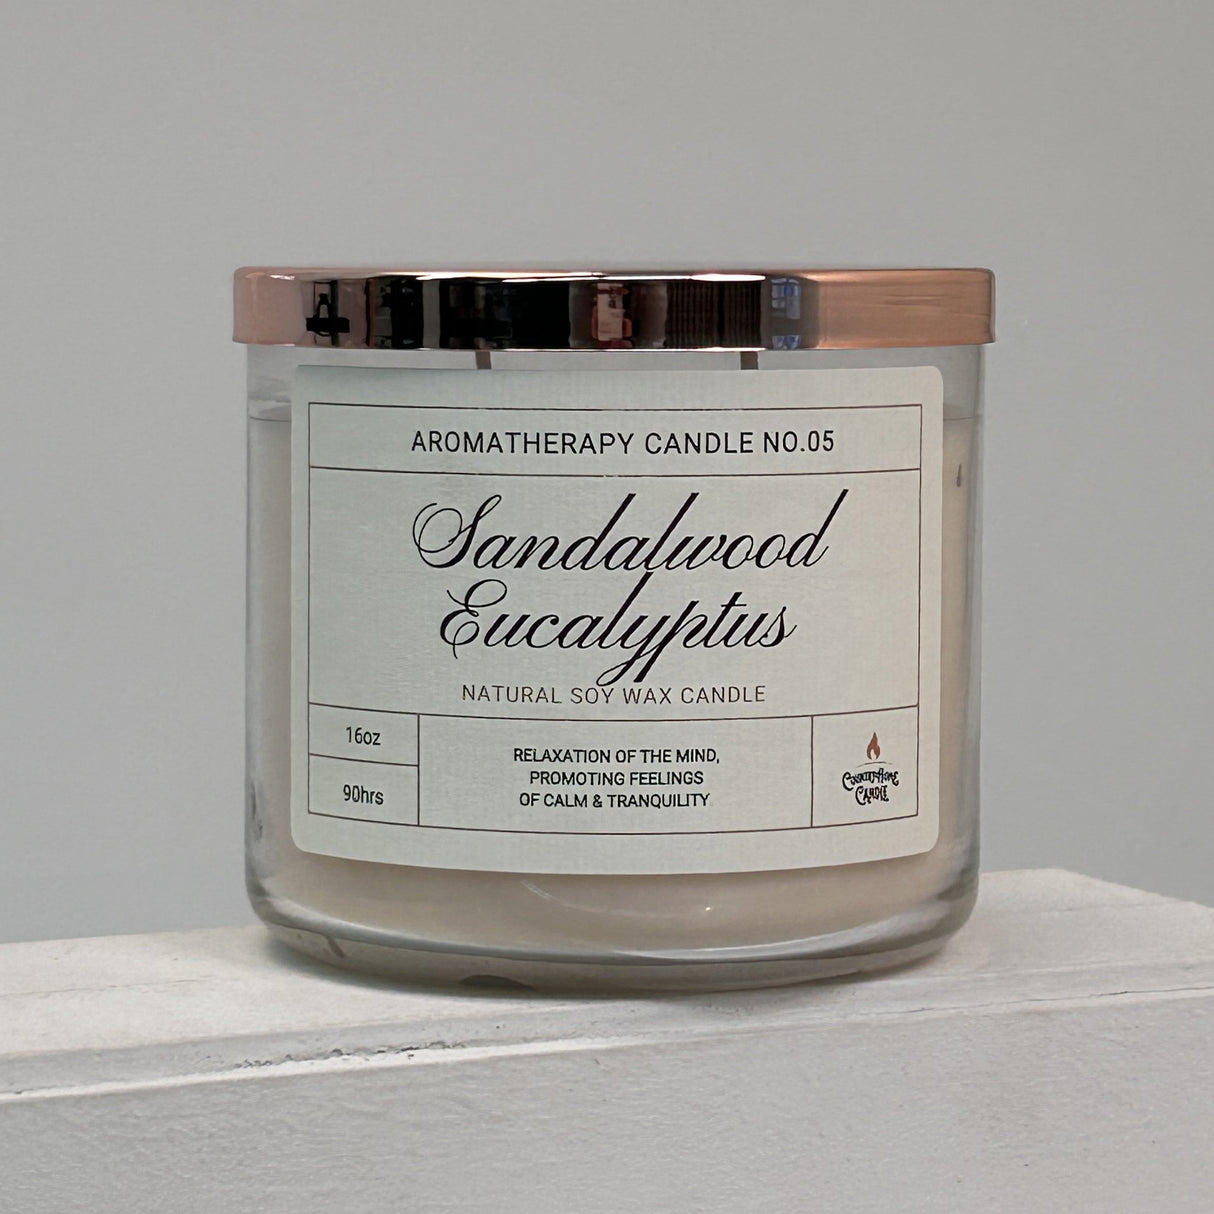 AROMATHERAPY CANDLE NO.05
Sandalwood
Eucalyptus
NATURAL SOY WAX CANDLE
16oz
90hrs
RELAXATION OF THE MIND,
PROMOTING FEELINGS
OF CALM & TRANQUILITY
CANDLE